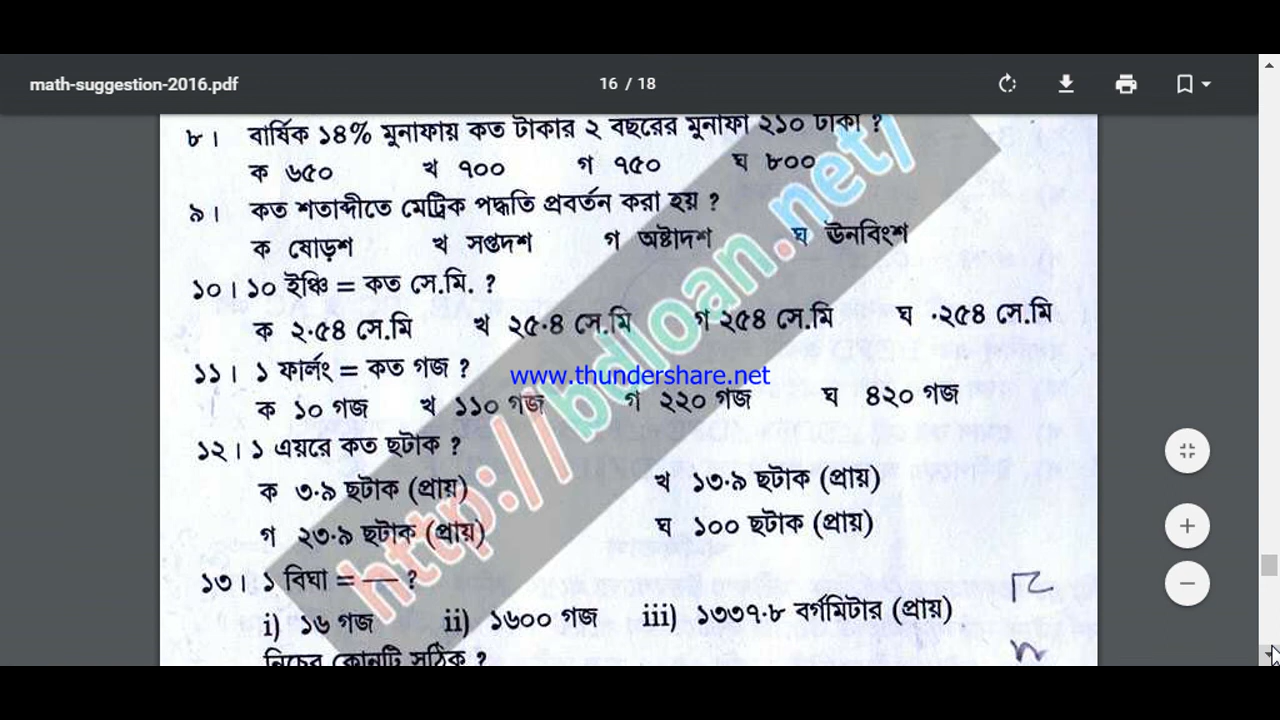 math-suggestion-2016.pdf
16 / 18
৮। বার্ষিক ১৪% মুনাফায় কত টাকার ২ বছরের মুনাফা ২১০ টাকা ?
ক ৬৫০ খ ৭০০ গ ৭৫০ ঘ ৮০০
৯। কত শতাব্দীতে মেট্রিক পদ্ধতি প্রবর্তন করা হয় ?
ক ষোড়শ খ সপ্তদশ গ অষ্টাদশ ঘ ঊনবিংশ
১০। ১০ ইঞ্চি = কত সে.মি. ?
ক ২·৫৪ সে.মি খ ২৫·৪ সে.মি গ ২৫৪ সে.মি ঘ ·২৫৪ সে.মি
১১। ১ ফার্লং = কত গজ ?
www.thundershare.net
ক ১০ গজ খ ১১০ গজ গ ২২০ গজ ঘ ৪২০ গজ
১২। ১ এয়রে কত ছটাক ?
ক ৩·৯ ছটাক (প্রায়) খ ১৩·৯ ছটাক (প্রায়)
গ ২৩·৯ ছটাক (প্রায়) ঘ ১০০ ছটাক (প্রায়)
১৩। ১ বিঘা = — ?
i) ১৬ গজ ii) ১৬০০ গজ iii) ১৩৩৭·৮ বর্গমিটার (প্রায়)
নিচের কোনটি সঠিক ?
http://bdloan.net/